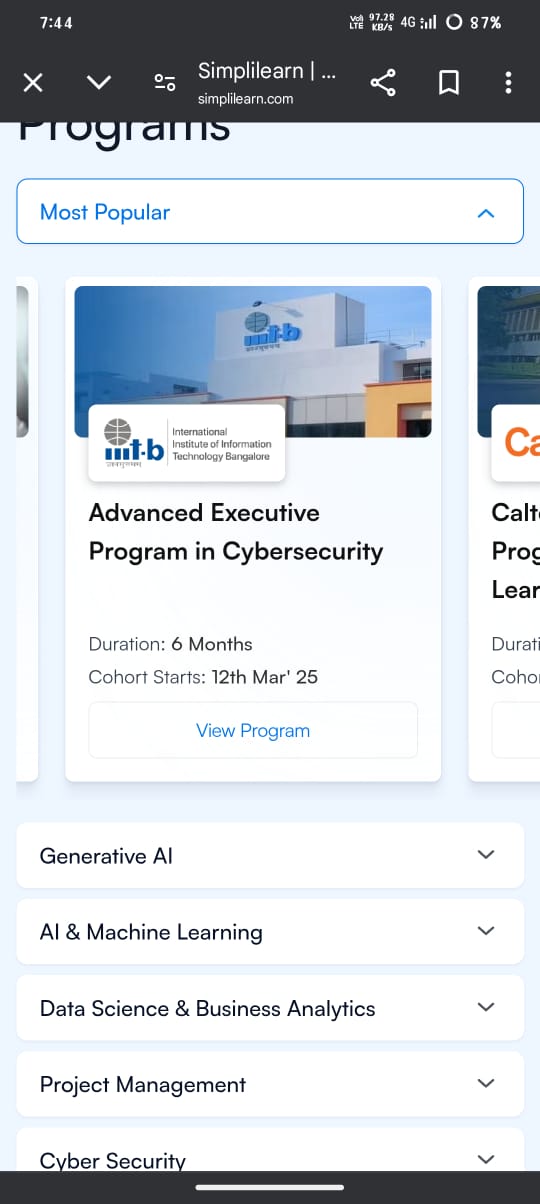 7:44
Vo) LTE 97.28 KB/s 4G 87%
Simplilearn | ...
simplilearn.com
Programs
Most Popular
iiit-b
iiit-b
International
Institute of Information
Technology Bangalore
Advanced Executive
Program in Cybersecurity
Duration: 6 Months
Cohort Starts: 12th Mar' 25
View Program
Ca
Calt
Prog
Lear
Durati
Coho
Generative AI
AI & Machine Learning
Data Science & Business Analytics
Project Management
Cyber Security